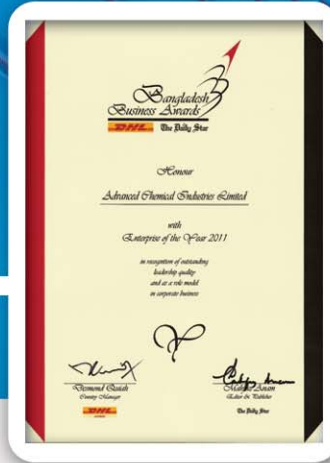 Bangladesh
Business Awards
DHL The Daily Star
Honour
Advanced Chemical Industries Limited
with
Enterprise of the Year 2011
in recognition of outstanding
leadership quality
and as a role model
in corporate business
Desmond Quiah
Country Manager
DHL
Mahfuz Anam
Editor & Publisher
The Daily Star